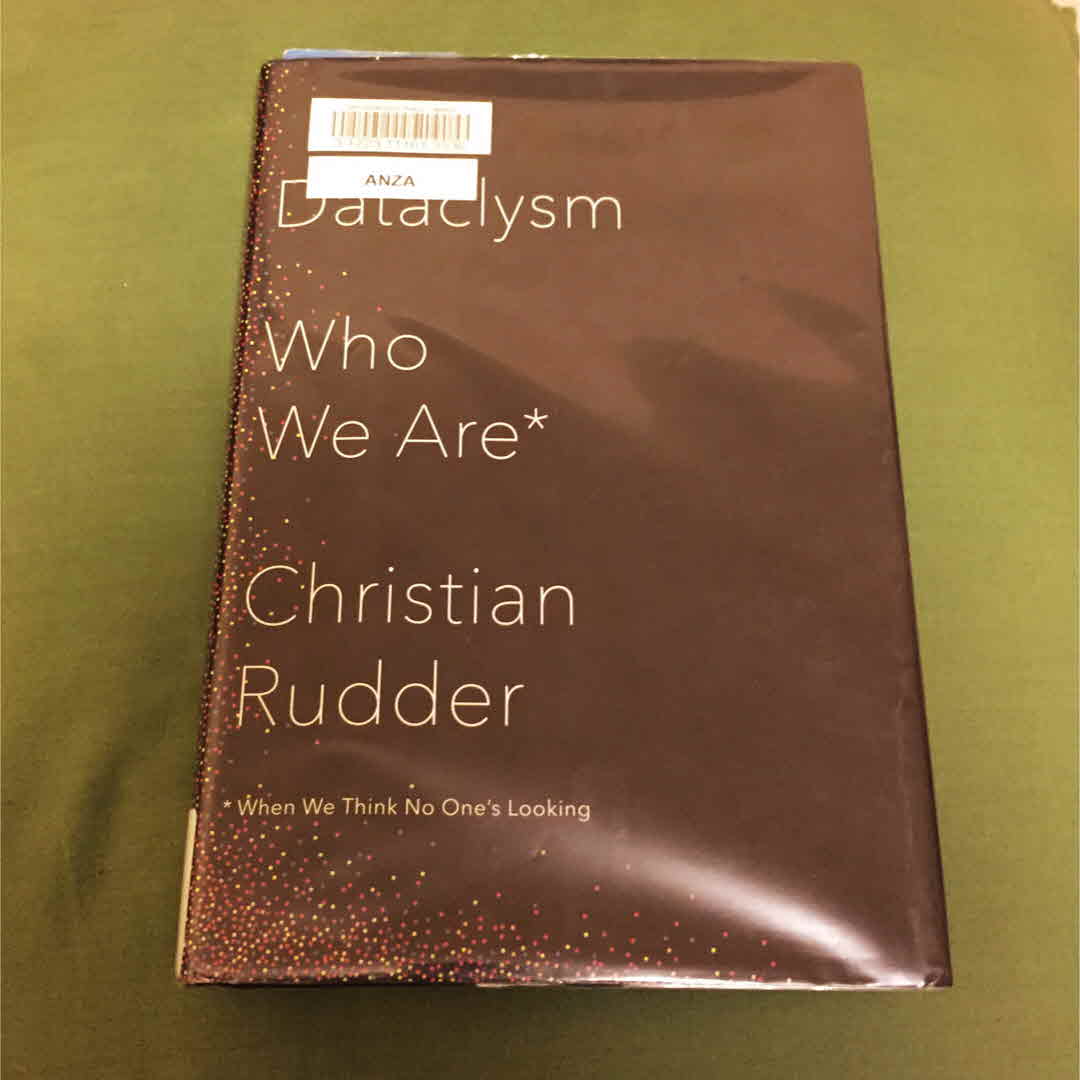 ANZA
Dataclysm
Who
We Are*
Christian
Rudder
* When We Think No One's Looking